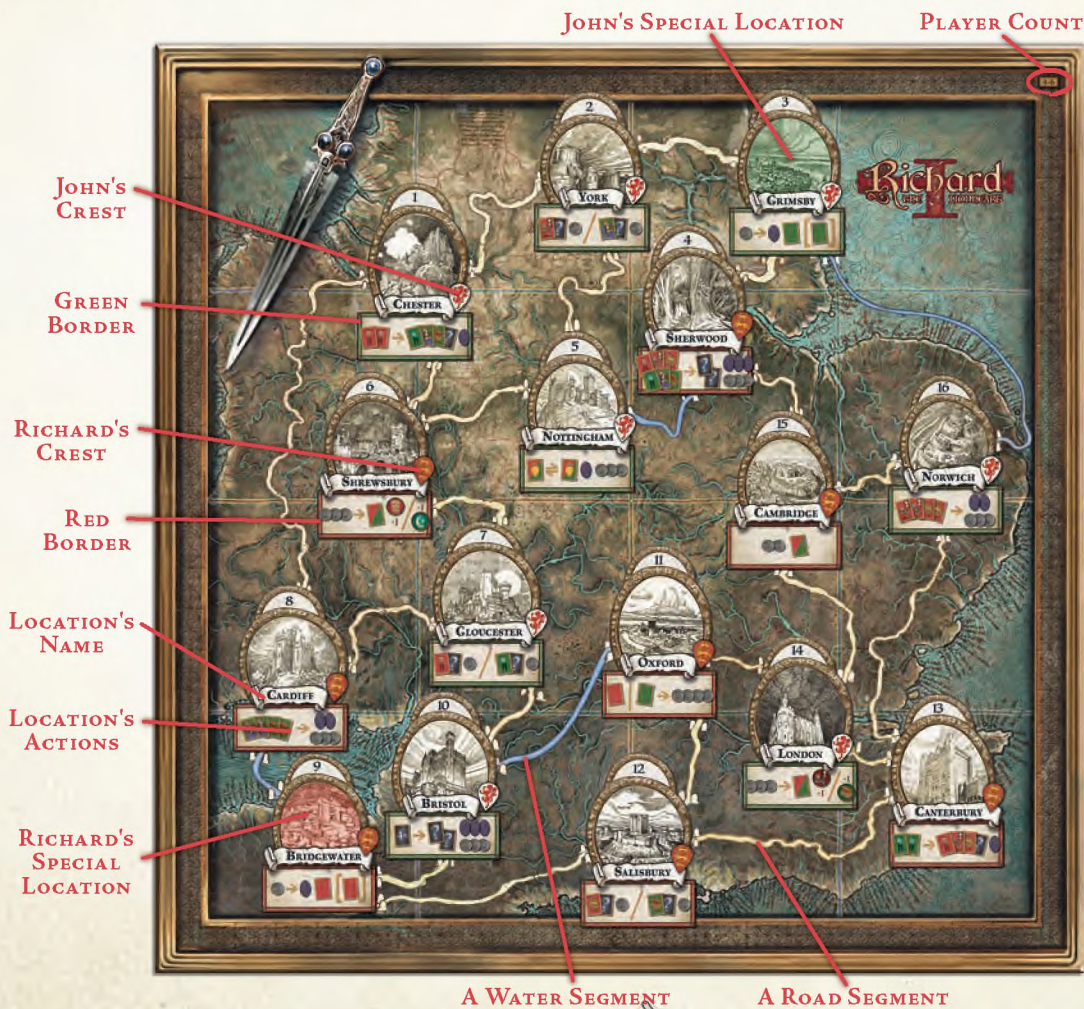 John's Special Location
Player Count
2
3
Richard
I
York
Grimsby
John's
Crest
1
4
Chester
Green
Border
Sherwood
5
6
16
Nottingham
15
Richard's
Crest
Shrewsbury
Norwich
Cambridge
-1
Red
Border
7
11
8
Gloucester
Location's
Name
Oxford
14
Cardiff
10
13
Location's
Actions
London
12
9
-1
-1
Bristol
Canterbury
Richard's
Special
Location
Bridgewater
Salisbury
A Water Segment
A Road Segment